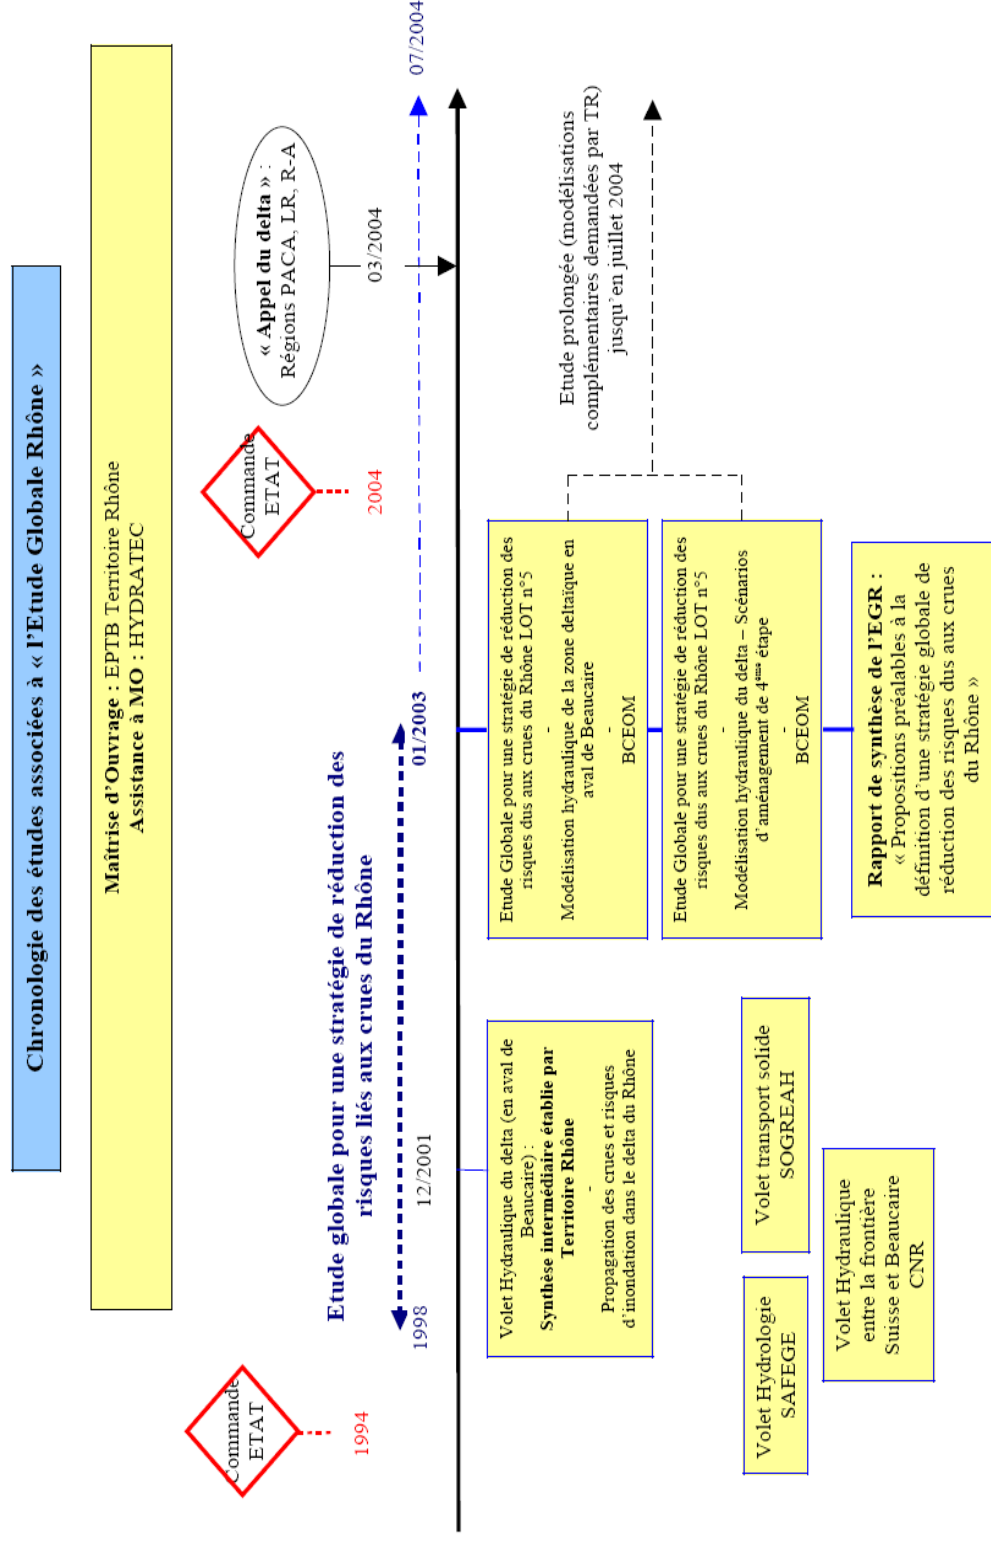 Chronologie des études associées à « l'Etude Globale Rhône »
Maîtrise d'Ouvrage : EPTB Territoire Rhône
Assistance à MO : HYDRATEC
Commande
ETAT
1994
Commande
ETAT
2004
« Appel du delta » :
Régions PACA, LR, R-A
03/2004
Etude globale pour une stratégie de réduction des
risques liés aux crues du Rhône
1998
12/2001
01/2003
07/2004
Volet Hydraulique du delta (en aval de
Beaucaire) :
Synthèse intermédiaire établie par
Territoire Rhône
-
Propagation des crues et risques
d'inondation dans le delta du Rhône
Etude Globale pour une stratégie de réduction des
risques dus aux crues du Rhône LOT n°5
-
Modélisation hydraulique de la zone deltaïque en
aval de Beaucaire
-
BCEOM
Etude Globale pour une stratégie de réduction des
risques dus aux crues du Rhône LOT n°5
-
Modélisation hydraulique du delta – Scénarios
d'aménagement de 4ème étape
-
BCEOM
Etude prolongée (modélisations
complémentaires demandées par TR)
jusqu'en juillet 2004
Volet Hydrologie
SAFEGE
Volet transport solide
SOGREAH
Volet Hydraulique
entre la frontière
Suisse et Beaucaire
CNR
Rapport de synthèse de l'EGR :
« Propositions préalables à la
définition d'une stratégie globale de
réduction des risques dus aux crues
du Rhône »